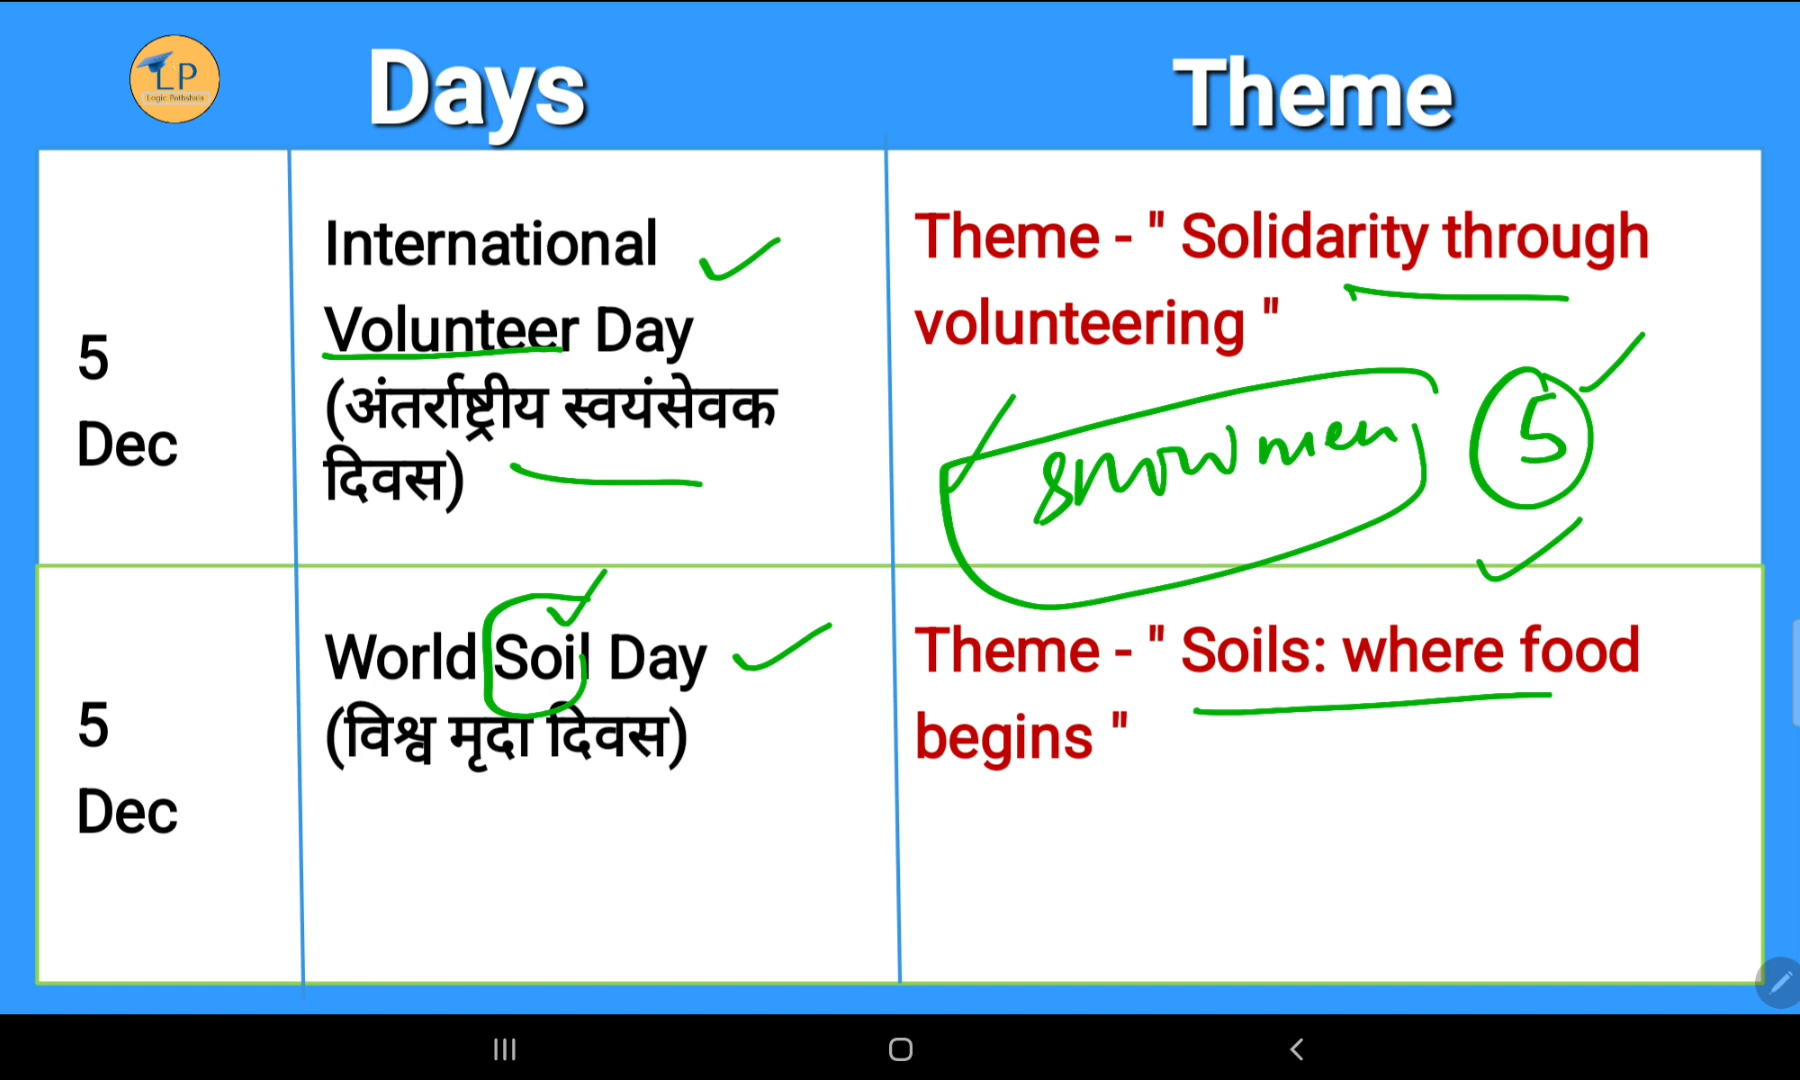 LP
Logic Pathshala
Days
Theme
5
Dec
International
Volunteer Day
(अंतर्राष्ट्रीय स्वयंसेवक
दिवस)
Theme - " Solidarity through
volunteering "
snowmen
5
5
Dec
World Soil Day
(विश्व मृदा दिवस)
Theme - " Soils: where food
begins "